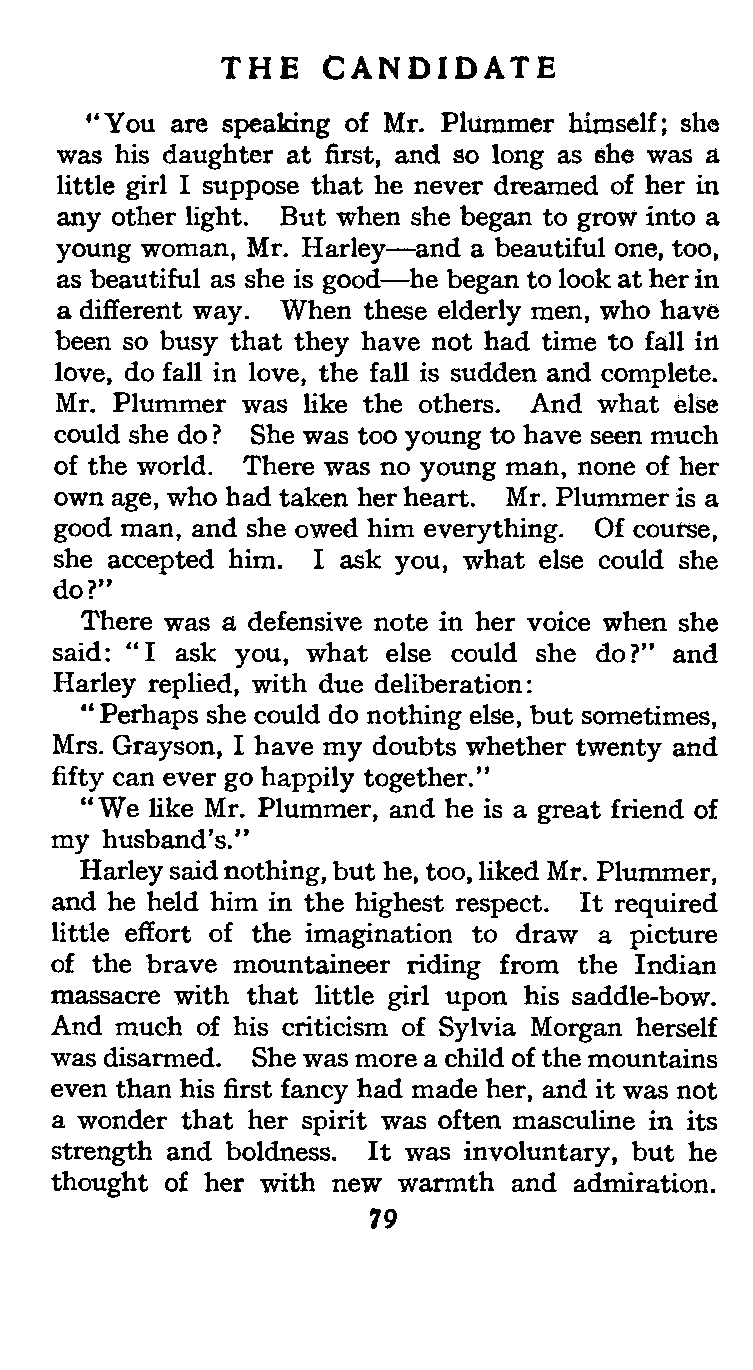 THE CANDIDATE
"You are speaking of Mr. Plummer himself; she
was his daughter at first, and so long as she was a
little girl I suppose that he never dreamed of her in
any other light. But when she began to grow into a
young woman, Mr. Harley—and a beautiful one, too,
as beautiful as she is good—he began to look at her in
a different way. When these elderly men, who have
been so busy that they have not had time to fall in
love, do fall in love, the fall is sudden and complete.
Mr. Plummer was like the others. And what else
could she do? She was too young to have seen much
of the world. There was no young man, none of her
own age, who had taken her heart. Mr. Plummer is a
good man, and she owed him everything. Of course,
she accepted him. I ask you, what else could she
do?"
There was a defensive note in her voice when she
said: "I ask you, what else could she do?" and
Harley replied, with due deliberation:
"Perhaps she could do nothing else, but sometimes,
Mrs. Grayson, I have my doubts whether twenty and
fifty can ever go happily together."
"We like Mr. Plummer, and he is a great friend of
my husband's."
Harley said nothing, but he, too, liked Mr. Plummer,
and he held him in the highest respect. It required
little effort of the imagination to draw a picture
of the brave mountaineer riding from the Indian
massacre with that little girl upon his saddle-bow.
And much of his criticism of Sylvia Morgan herself
was disarmed. She was more a child of the mountains
even than his first fancy had made her, and it was not
a wonder that her spirit was often masculine in its
strength and boldness. It was involuntary, but he
thought of her with new warmth and admiration.
79